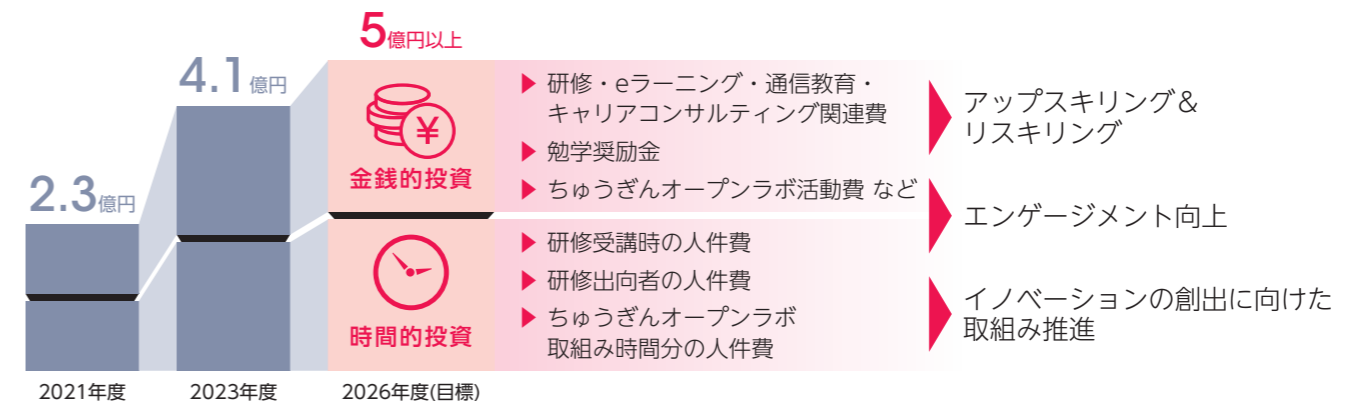 2.3億円
2021年度
4.1億円
2023年度
5億円以上
¥
金銭的投資
時間的投資
2026年度(目標)
▶ 研修・eラーニング・通信教育・
キャリアコンサルティング関連費
▶ 勉学奨励金
▶ ちゅうぎんオープンラボ活動費 など
▶ 研修受講時の人件費
▶ 研修出向者の人件費
▶ ちゅうぎんオープンラボ
取組み時間分の人件費
アップスキリング&
リスキリング
エンゲージメント向上
イノベーションの創出に向けた
取組み推進